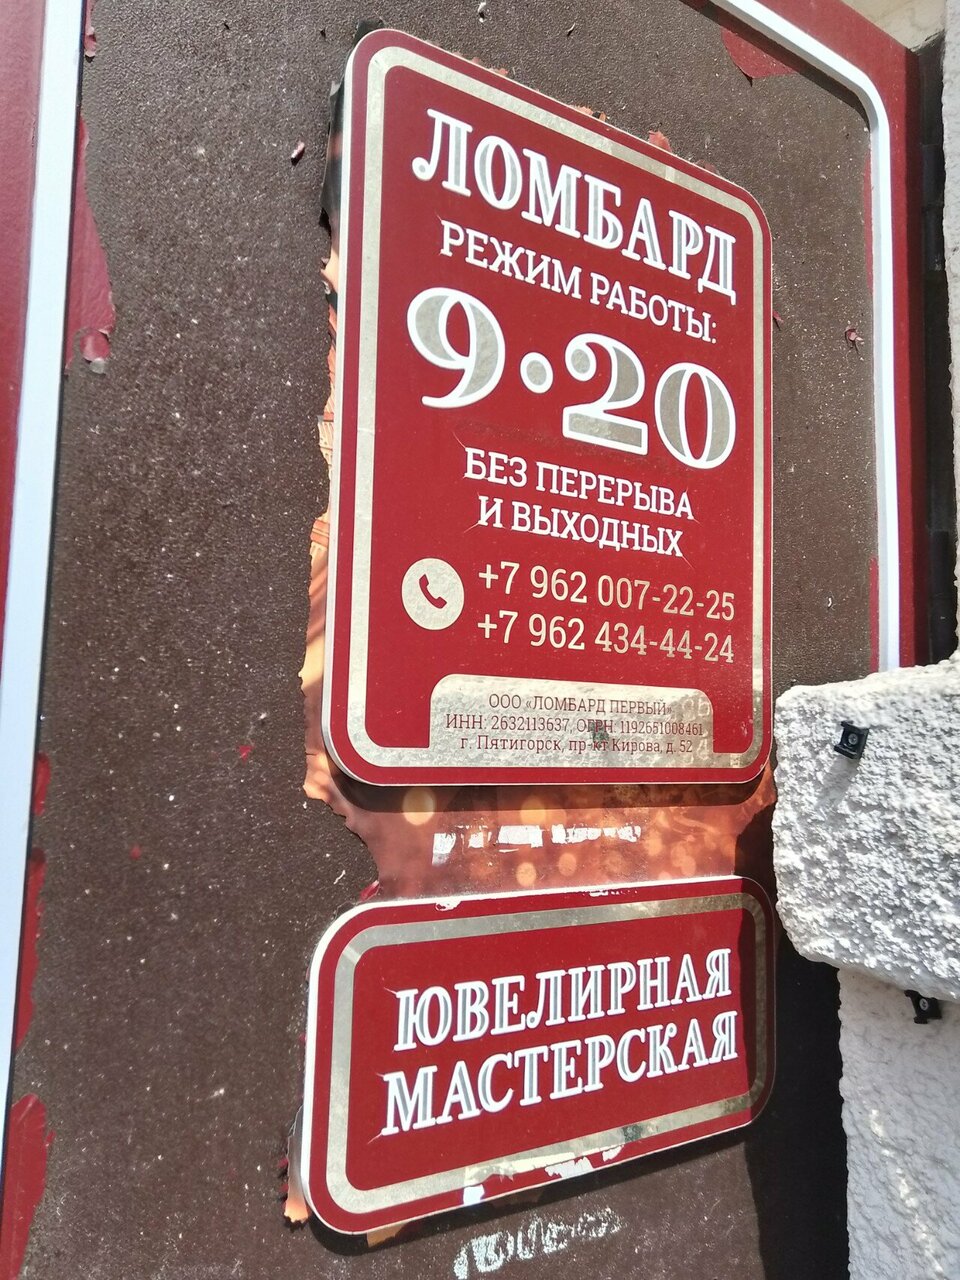 ЛОМБАРД
РЕЖИМ РАБОТЫ:
9•20
БЕЗ ПЕРЕРЫВА
И ВЫХОДНЫХ
+7 962 007-22-25
+7 962 434-44-24
ООО «ЛОМБАРД ПЕРВЫЙ»
ИНН: 2632113637, ОГРН: 1192651008461
г. Пятигорск, пр-кт Кирова, д. 52
ЮВЕЛИРНАЯ
МАСТЕРСКАЯ